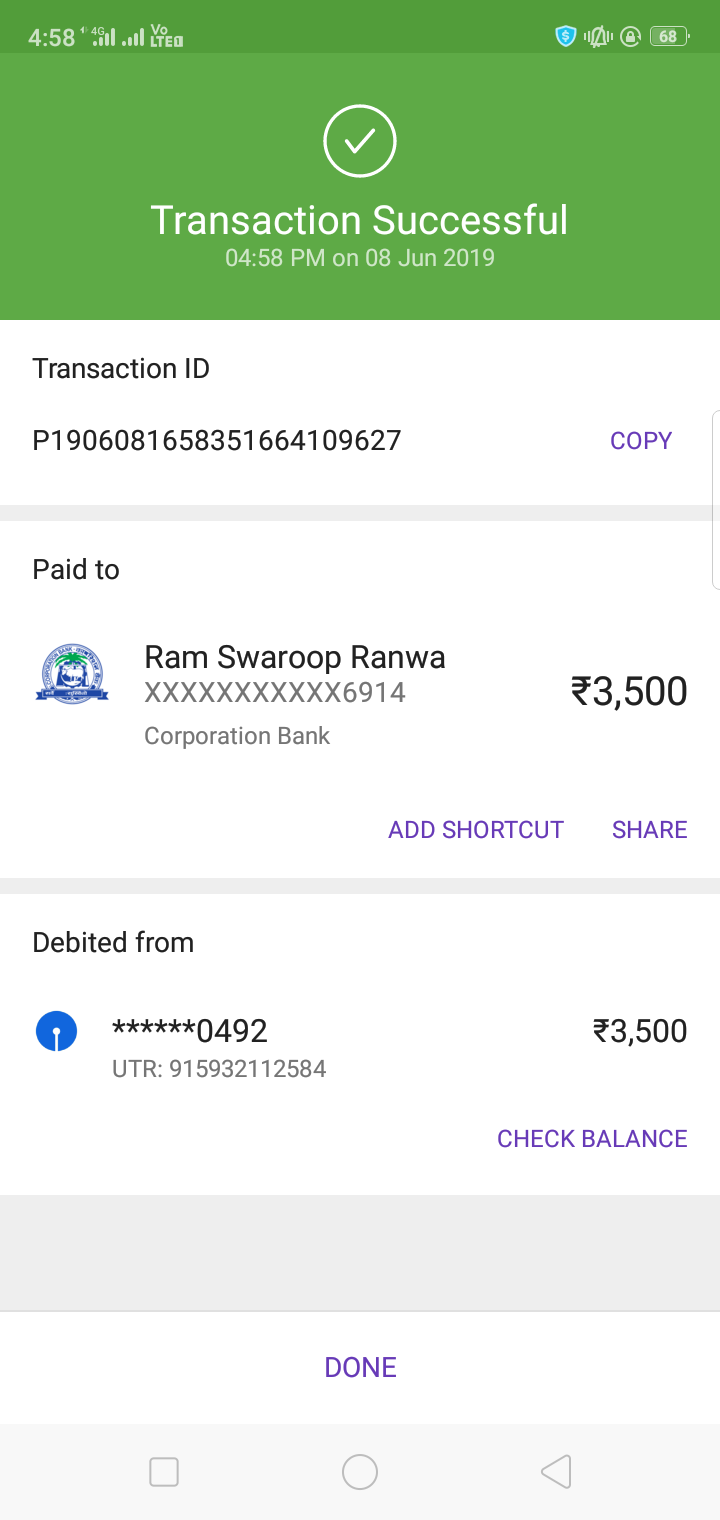 4:58 4G Vo LTE 68
Transaction Successful
04:58 PM on 08 Jun 2019
Transaction ID
P1906081658351664109627 COPY
Paid to
Ram Swaroop Ranwa
XXXXXXXXXXX6914 ₹3,500
Corporation Bank
ADD SHORTCUT SHARE
Debited from
******0492 ₹3,500
UTR: 915932112584
CHECK BALANCE
DONE